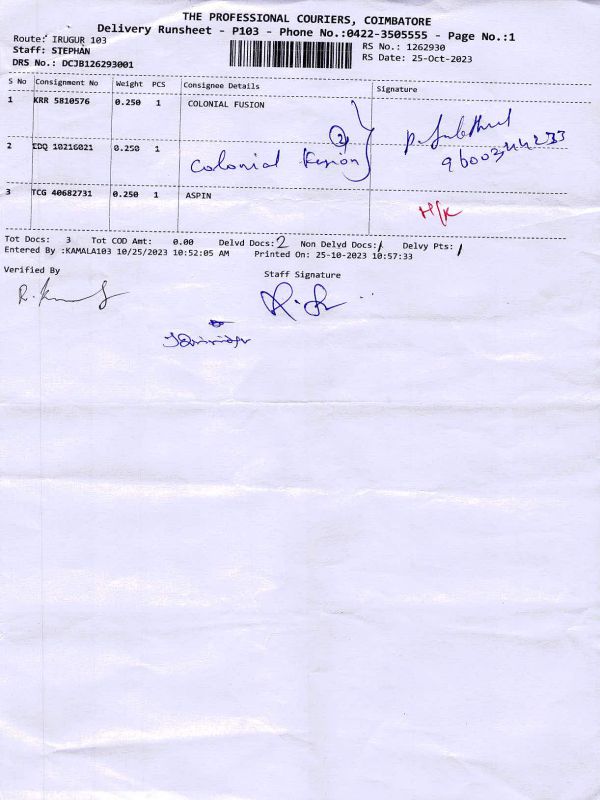 THE PROFESSIONAL COURIERS, COIMBATORE
Delivery Runsheet - P103 - Phone No.:0422-3505555 - Page No.:1
Route: IRUGUR 103
RS No.: 1262930
Staff: STEPHAN
RS Date: 25-Oct-2023
DRS No.: DCJB126293001
S No Consignment No Weight PCS Consignee Details Signature
1 KRR 5810576 0.250 1 COLONIAL FUSION
2
2 EDQ 10216021 0.250 1 Colonial Fusion
3 TCG 40682731 0.250 1 ASPIN
Tot Docs: 3 Tot COD Amt: 0.00 Delvd Docs: 2 Non Delyd Docs: 1 Delvy Pts: 1
Entered By :KAMALA103 10/25/2023 10:52:05 AM Printed On: 25-10-2023 10:57:33
Verified By
Staff Signature